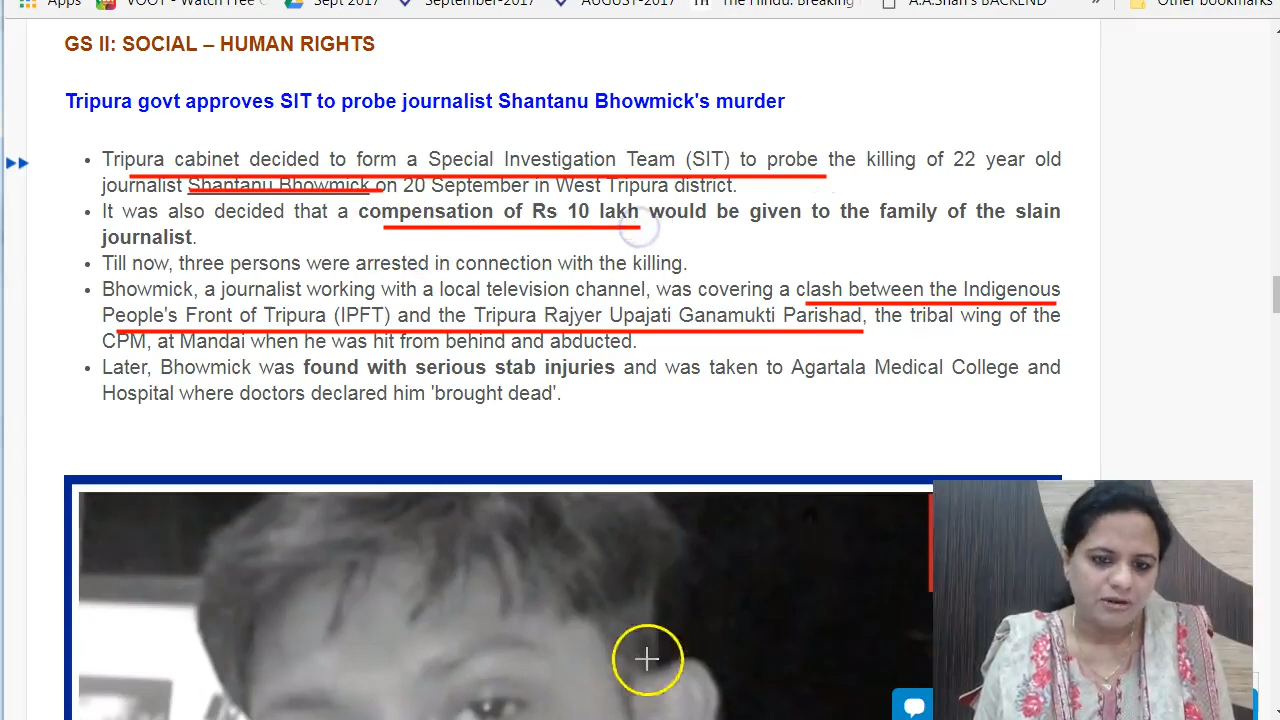 Apps
VOOT - Watch Free
Sept 2017
September-2017
AUGUST-2017
TH
The Hindu: Breaking
A.A.Shah's BACKEND
»
Other bookmarks
GS II: SOCIAL – HUMAN RIGHTS
Tripura govt approves SIT to probe journalist Shantanu Bhowmick's murder
• Tripura cabinet decided to form a Special Investigation Team (SIT) to probe the killing of 22 year old
journalist Shantanu Bhowmick on 20 September in West Tripura district.
• It was also decided that a compensation of Rs 10 lakh would be given to the family of the slain
journalist.
• Till now, three persons were arrested in connection with the killing.
• Bhowmick, a journalist working with a local television channel, was covering a clash between the Indigenous
People's Front of Tripura (IPFT) and the Tripura Rajyer Upajati Ganamukti Parishad, the tribal wing of the
CPM, at Mandai when he was hit from behind and abducted.
• Later, Bhowmick was found with serious stab injuries and was taken to Agartala Medical College and
Hospital where doctors declared him 'brought dead'.